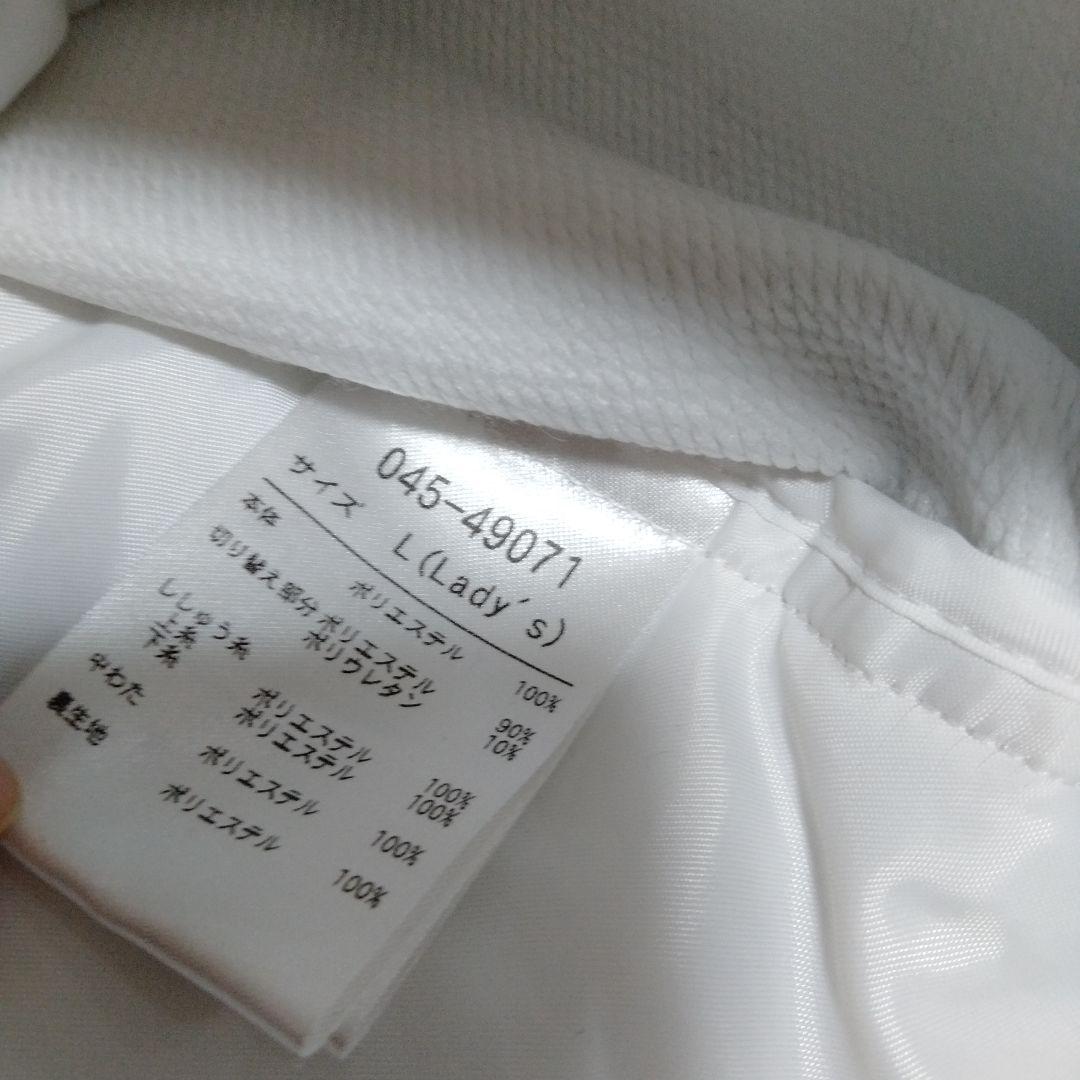 045-49071
サイズ L(Lady's)
本体 ポリエステル 100%
切り替え部分 ポリエステル 90%
ポリウレタン 10%
ししゅう糸
上糸 ポリエステル 100%
下糸 ポリエステル 100%
中わた ポリエステル 100%
裏生地 ポリエステル 100%